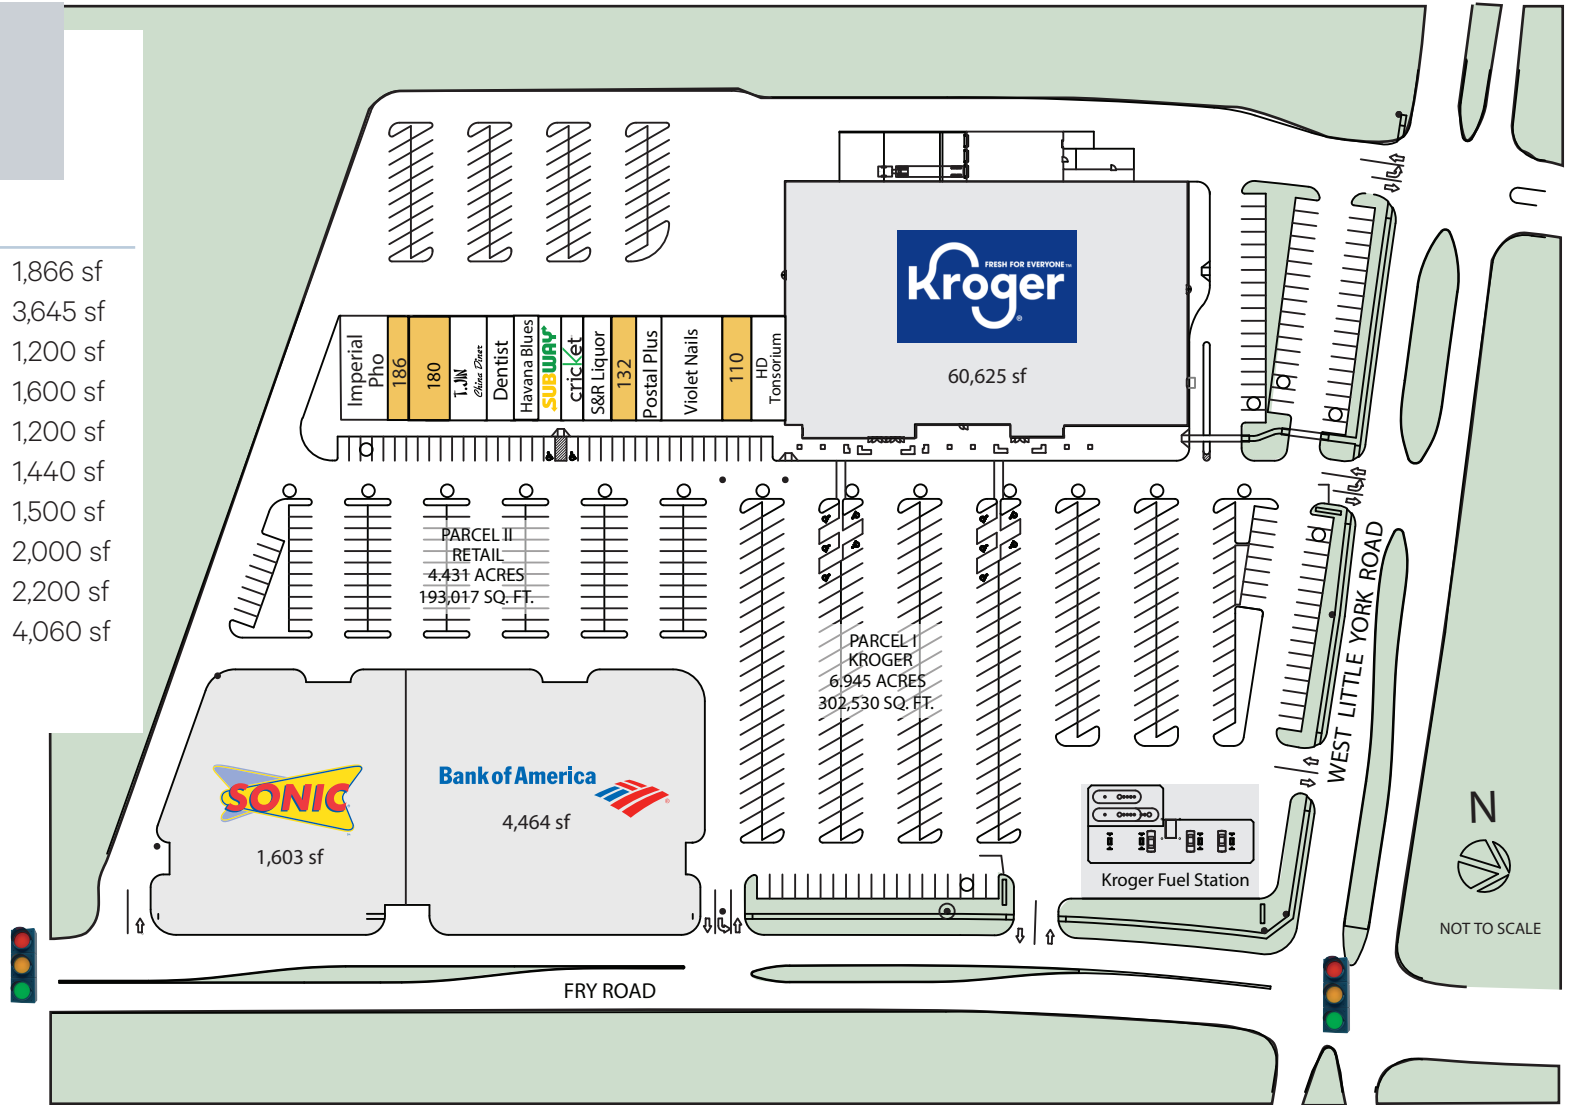 1,866 sf
3,645 sf
1,200 sf
1,600 sf
1,200 sf
1,440 sf
1,500 sf
2,000 sf
2,200 sf
4,060 sf
FRESH FOR EVERYONE™
Kroger
60,625 sf
Imperial
Pho
186
180
T.JIN
China Diner
Dentist
Havana Blues
SUBWAY
cricket
S&R Liquor
132
Postal Plus
Violet Nails
110
HD
Tonsorium
PARCEL II
RETAIL
4.431 ACRES
193,017 SQ. FT.
PARCEL I
KROGER
6.945 ACRES
302,530 SQ. FT.
WEST LITTLE YORK ROAD
SONIC
1,603 sf
Bank of America
4,464 sf
Kroger Fuel Station
N
NOT TO SCALE
FRY ROAD